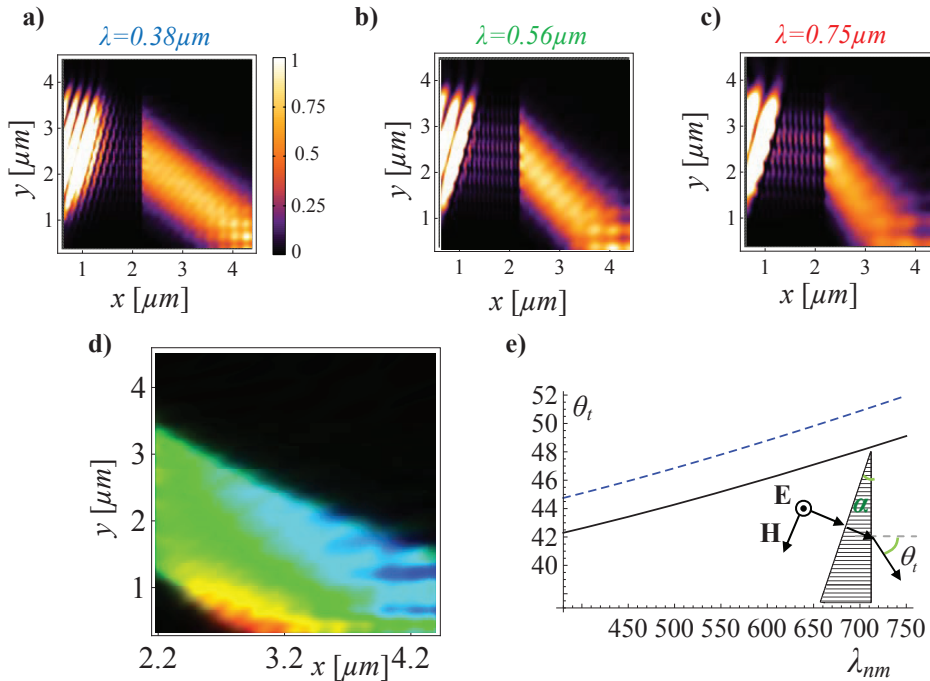 a)
λ=0.38μm
b)
λ=0.56μm
c)
λ=0.75μm
4
3
2
1
y [μm]
1
0.75
0.5
0.25
0
1 2 3 4
x [μm]
4
3
2
1
y [μm]
1 2 3 4
x [μm]
4
3
2
1
y [μm]
1 2 3 4
x [μm]
d)
4
3
2
1
y [μm]
2.2 3.2 x [μm] 4.2
e)
52
50
48
46
44
42
40
θt
E
H
α
θt
450 500 550 600 650 700 750
λnm